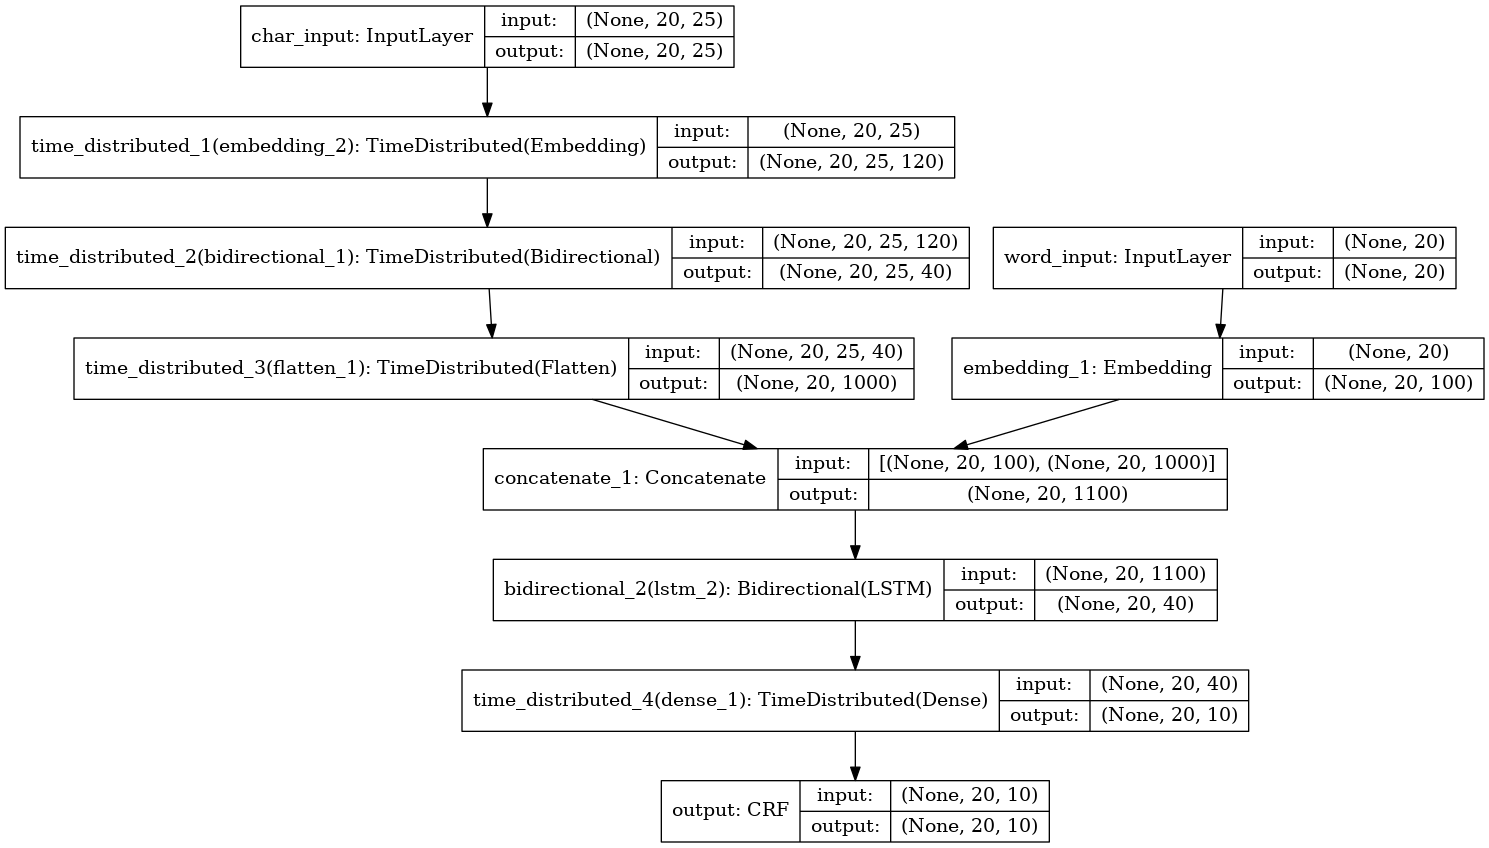 char_input: InputLayer
input: (None, 20, 25)
output: (None, 20, 25)
time_distributed_1(embedding_2): TimeDistributed(Embedding)
input: (None, 20, 25)
output: (None, 20, 25, 120)
time_distributed_2(bidirectional_1): TimeDistributed(Bidirectional)
input: (None, 20, 25, 120)
output: (None, 20, 25, 40)
word_input: InputLayer
input: (None, 20)
output: (None, 20)
time_distributed_3(flatten_1): TimeDistributed(Flatten)
input: (None, 20, 25, 40)
output: (None, 20, 1000)
embedding_1: Embedding
input: (None, 20)
output: (None, 20, 100)
concatenate_1: Concatenate
input: [(None, 20, 100), (None, 20, 1000)]
output: (None, 20, 1100)
bidirectional_2(lstm_2): Bidirectional(LSTM)
input: (None, 20, 1100)
output: (None, 20, 40)
time_distributed_4(dense_1): TimeDistributed(Dense)
input: (None, 20, 40)
output: (None, 20, 10)
output: CRF
input: (None, 20, 10)
output: (None, 20, 10)